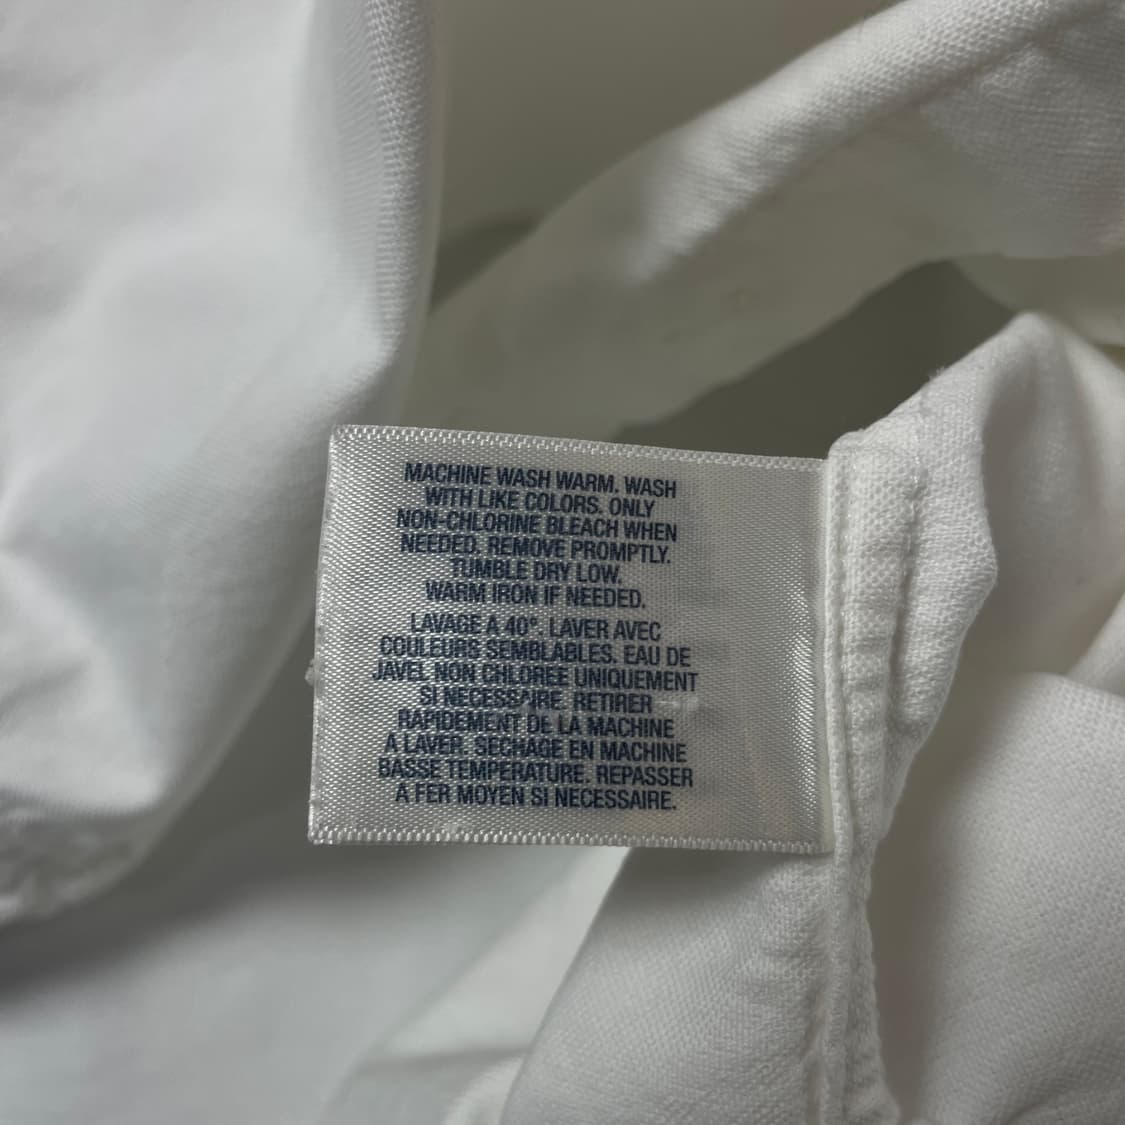 MACHINE WASH WARM. WASH
WITH LIKE COLORS. ONLY
NON-CHLORINE BLEACH WHEN
NEEDED. REMOVE PROMPTLY.
TUMBLE DRY LOW.
WARM IRON IF NEEDED.
LAVAGE A 40°. LAVER AVEC
COULEURS SEMBLABLES. EAU DE
JAVEL NON CHLOREE UNIQUEMENT
SI NECESSAIRE. RETIRER
RAPIDEMENT DE LA MACHINE
A LAVER. SECHAGE EN MACHINE
BASSE TEMPERATURE. REPASSER
A FER MOYEN SI NECESSAIRE.